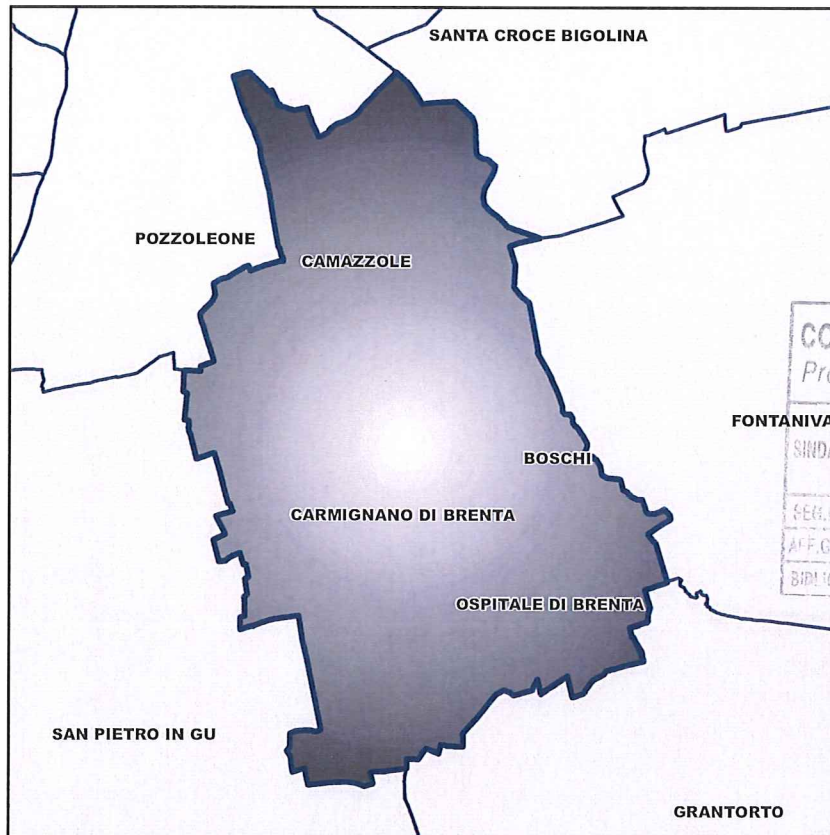 SANTA CROCE BIGOLINA
POZZOLEONE
CAMAZZOLE
FONTANIVA
BOSCHI
CARMIGNANO DI BRENTA
OSPITALE DI BRENTA
SAN PIETRO IN GU
GRANTORTO